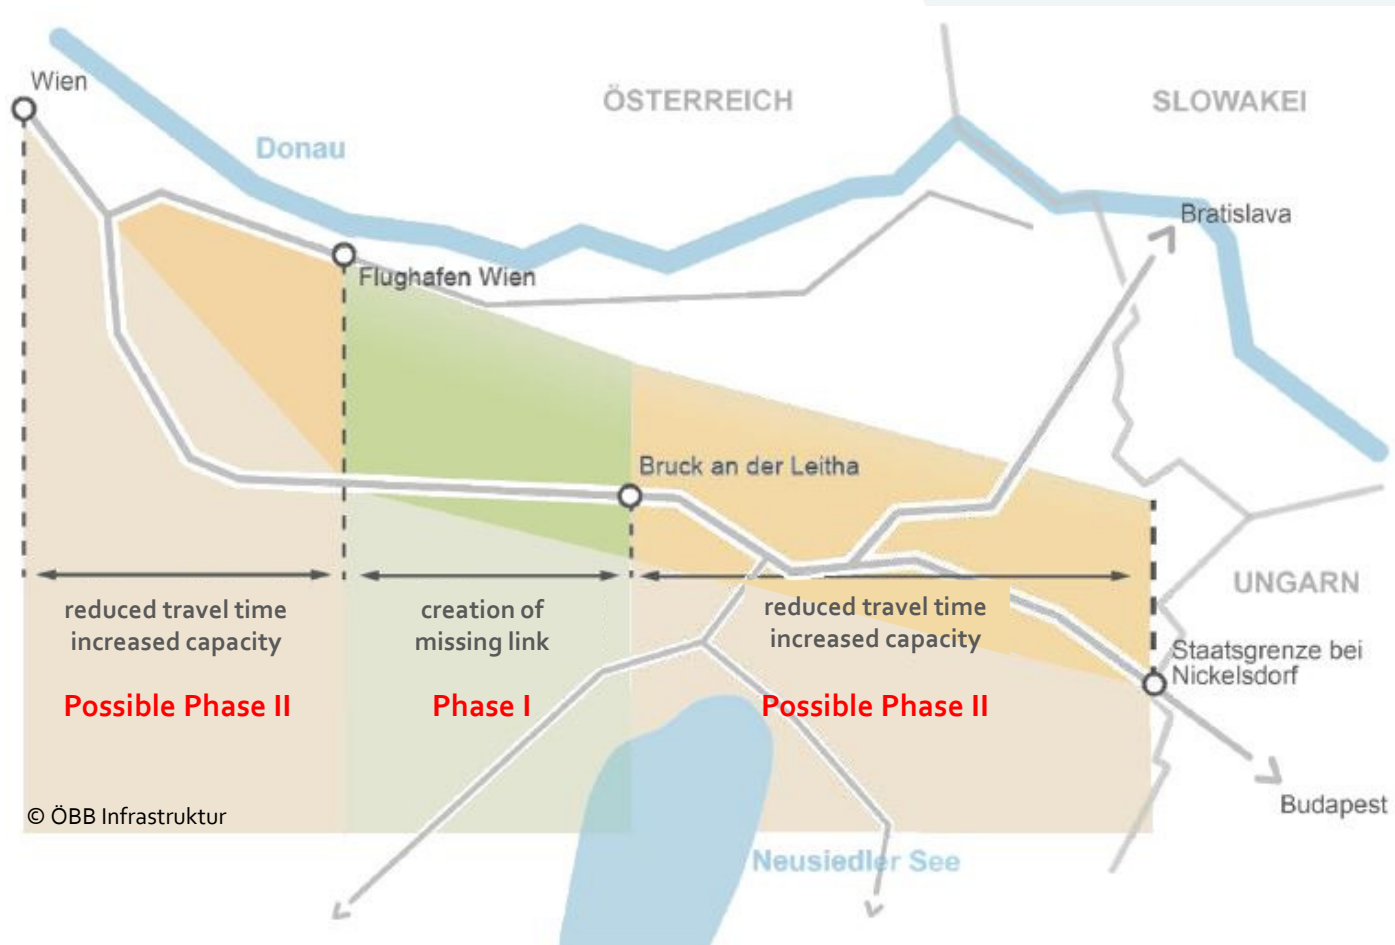 Wien
ÖSTERREICH
SLOWAKEI
Donau
Bratislava
Flughafen Wien
Bruck an der Leitha
UNGARN
reduced travel time
increased capacity
creation of
missing link
reduced travel time
increased capacity
Staatsgrenze bei
Nickelsdorf
Possible Phase II
Phase I
Possible Phase II
Budapest
© ÖBB Infrastruktur
Neusiedler See